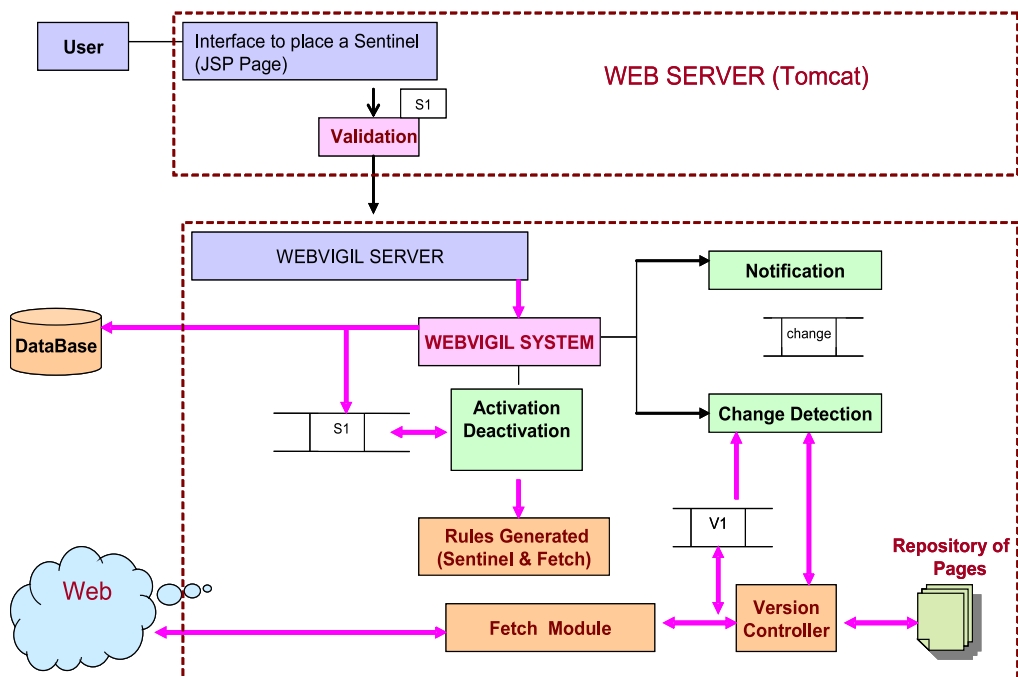 User
Interface to place a Sentinel
(JSP Page)
WEB SERVER (Tomcat)
S1
Validation
WEBVIGIL SERVER
Notification
DataBase
WEBVIGIL SYSTEM
change
Activation
Deactivation
Change Detection
S1
V1
Rules Generated
(Sentinel & Fetch)
Repository of
Pages
Web
Fetch Module
Version
Controller